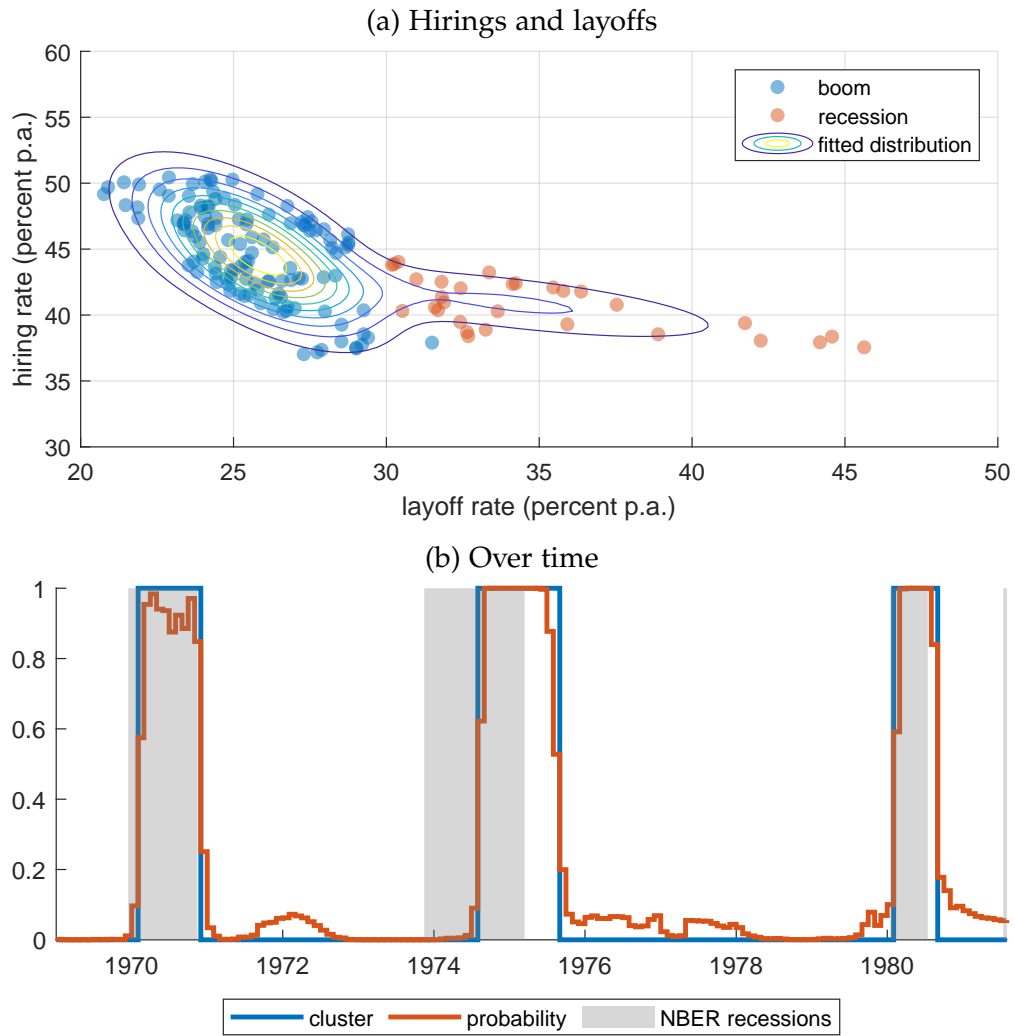 (a) Hirings and layoffs
60
55
50
45
40
35
30
hiring rate (percent p.a.)
boom
recession
fitted distribution
20 25 30 35 40 45 50
layoff rate (percent p.a.)
(b) Over time
1
0.8
0.6
0.4
0.2
0
1970 1972 1974 1976 1978 1980
cluster probability NBER recessions